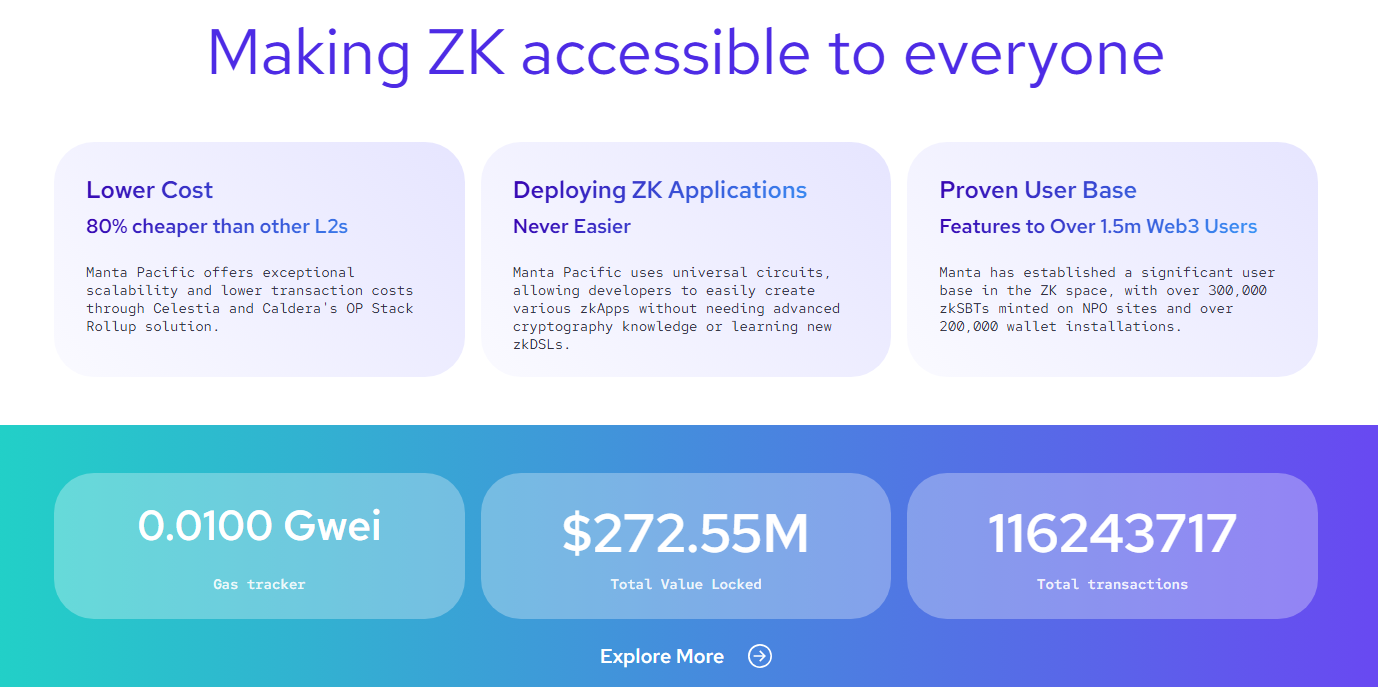 Making ZK accessible to everyone
Lower Cost
80% cheaper than other L2s
Manta Pacific offers exceptional
scalability and lower transaction costs
through Celestia and Caldera's OP Stack
Rollup solution.
Deploying ZK Applications
Never Easier
Manta Pacific uses universal circuits,
allowing developers to easily create
various zkApps without needing advanced
cryptography knowledge or learning new
zkDSLs.
Proven User Base
Features to Over 1.5m Web3 Users
Manta has established a significant user
base in the ZK space, with over 300,000
zkSBTs minted on NPO sites and over
200,000 wallet installations.
0.0100 Gwei
Gas tracker
$272.55M
Total Value Locked
116243717
Total transactions
Explore More